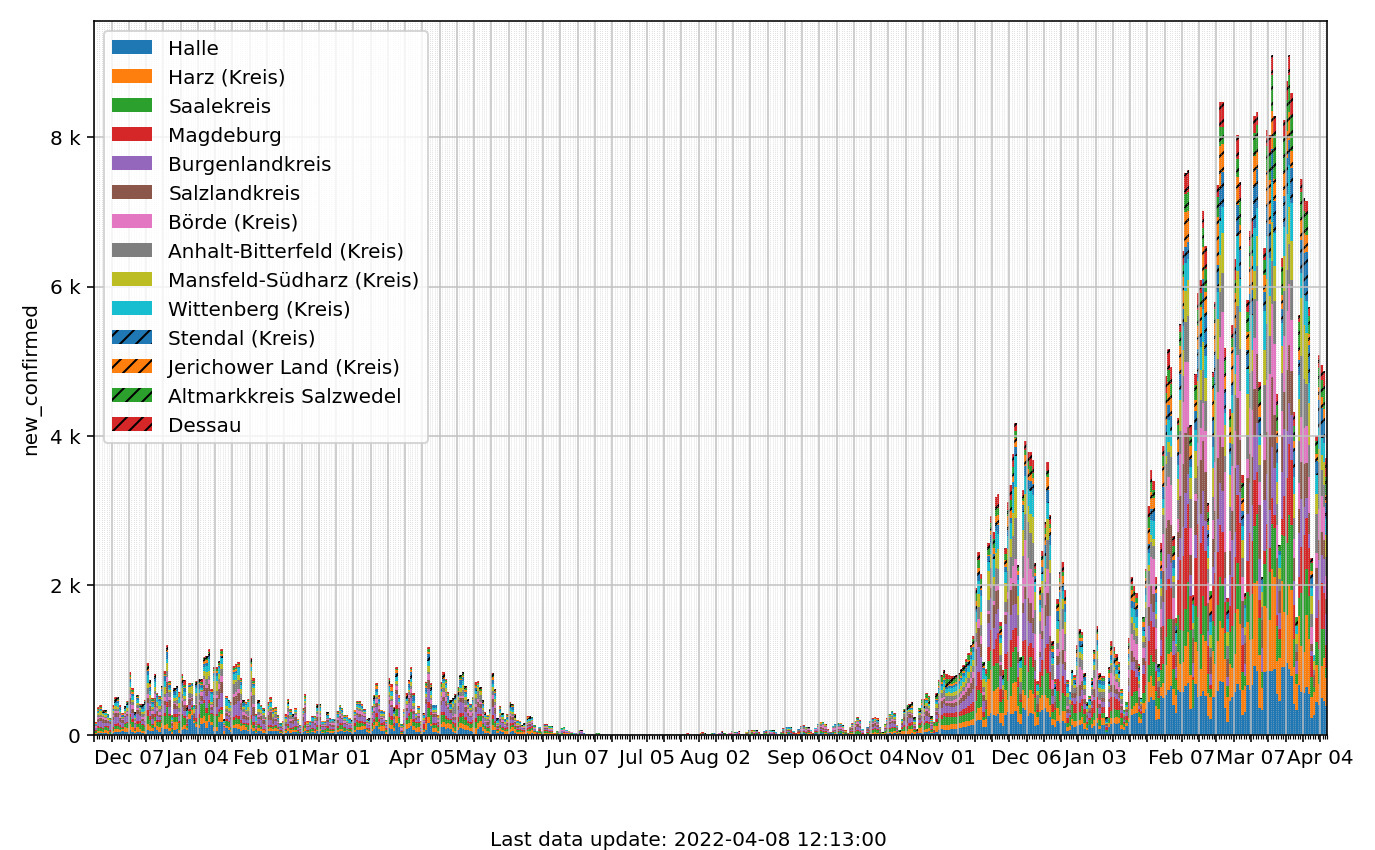 Halle
Harz (Kreis)
Saalekreis
Magdeburg
Burgenlandkreis
Salzlandkreis
Börde (Kreis)
Anhalt-Bitterfeld (Kreis)
Mansfeld-Südharz (Kreis)
Wittenberg (Kreis)
Stendal (Kreis)
Jerichower Land (Kreis)
Altmarkkreis Salzwedel
Dessau
new_confirmed
8 k
6 k
4 k
2 k
0
Dec 07 Jan 04 Feb 01 Mar 01 Apr 05 May 03 Jun 07 Jul 05 Aug 02 Sep 06 Oct 04 Nov 01 Dec 06 Jan 03 Feb 07 Mar 07 Apr 04
Last data update: 2022-04-08 12:13:00